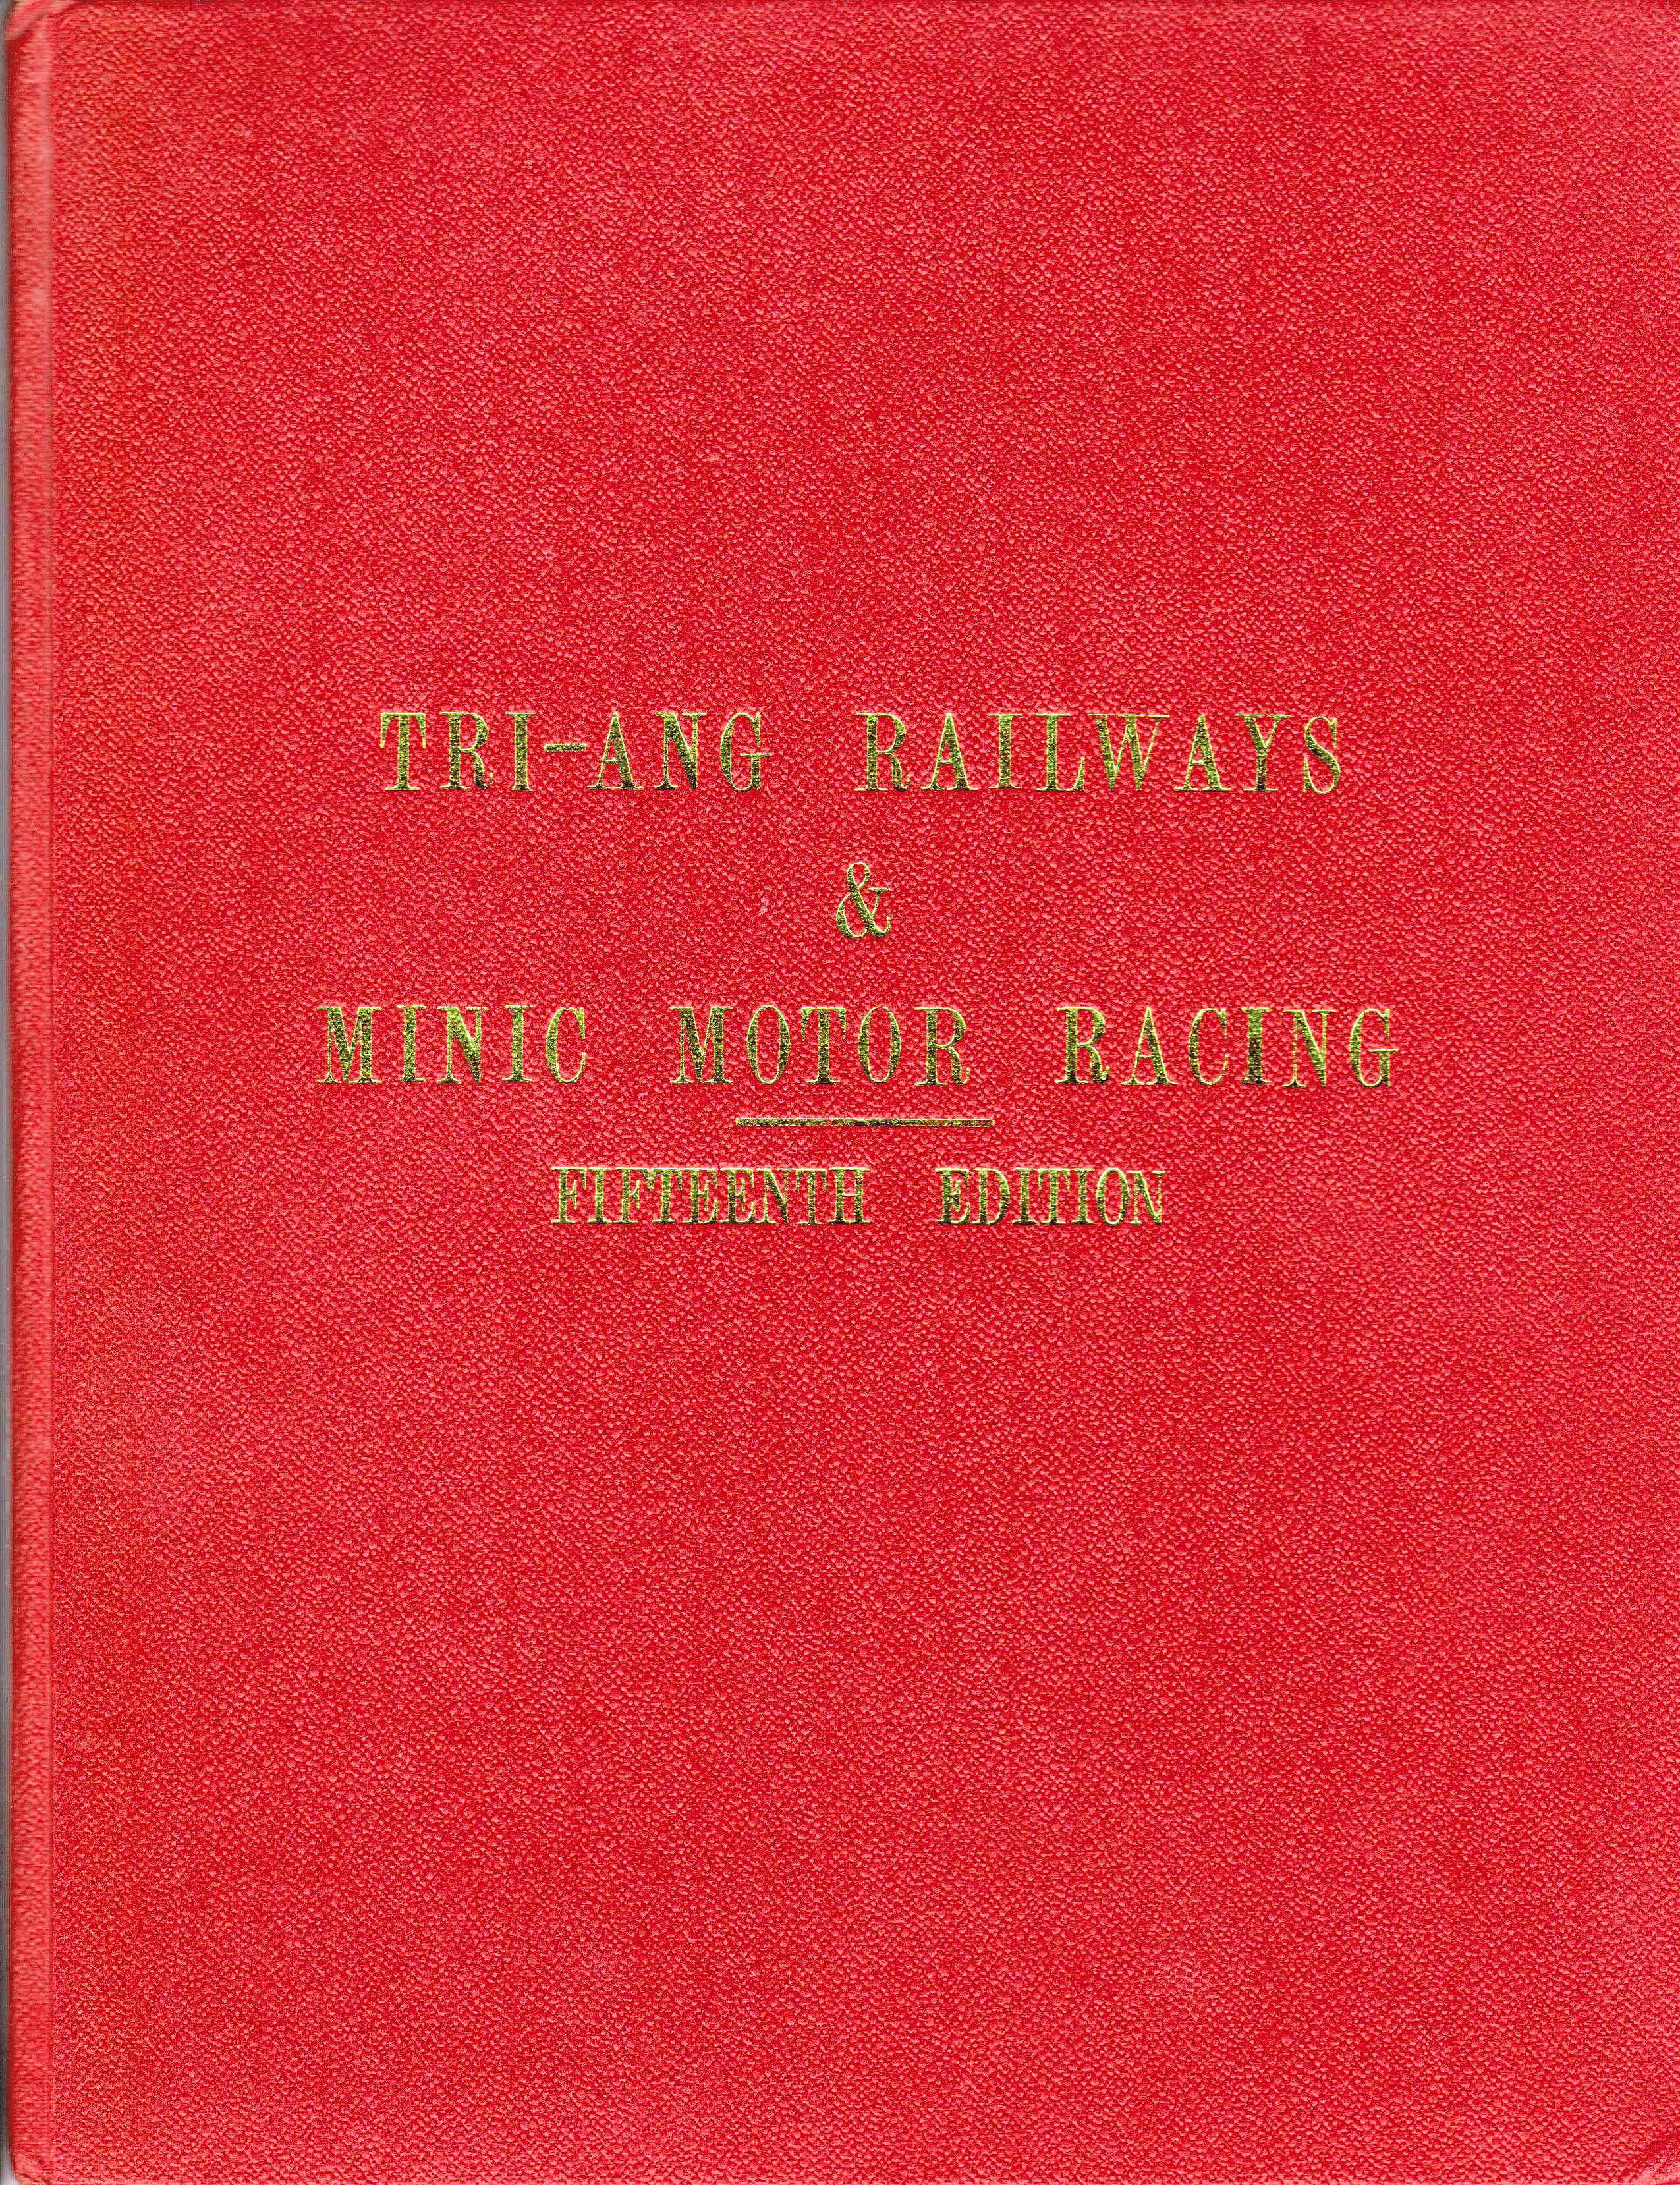 TRI-ANG RAILWAYS
&
MINIC MOTOR RACING
FIFTEENTH EDITION